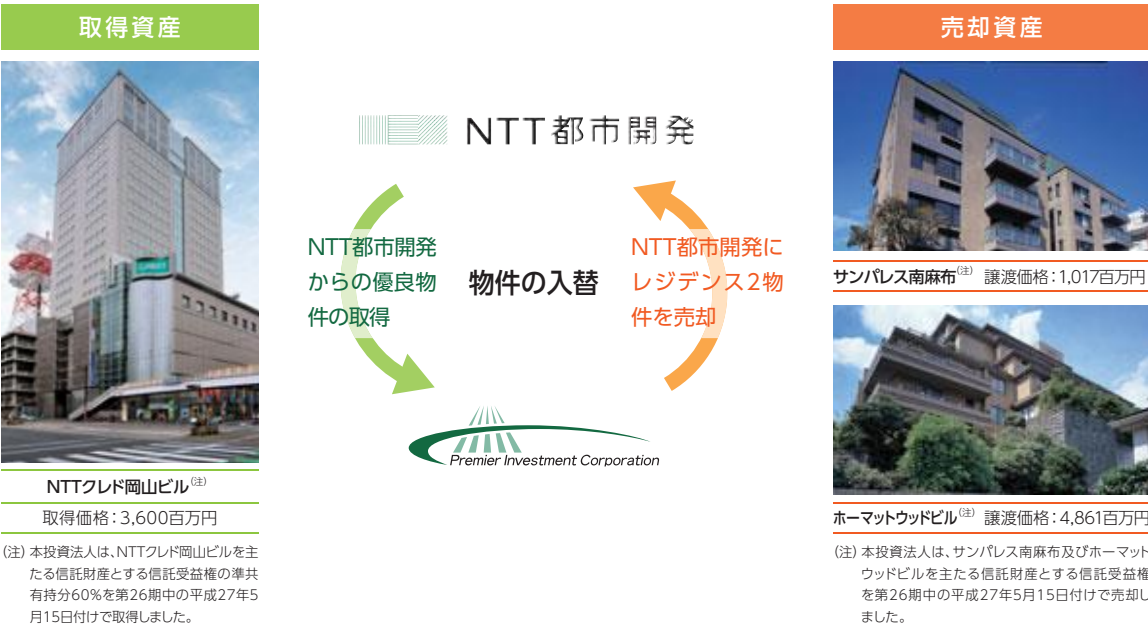 取得資産
NTTクレド岡山ビル(注)
取得価格:3,600百万円
(注) 本投資法人は、NTTクレド岡山ビルを主
たる信託財産とする信託受益権の準共
有持分60%を第26期中の平成27年5
月15日付けで取得しました。
NTT都市開発
NTT都市開発
からの優良物
件の取得
物件の入替
NTT都市開発に
レジデンス2物
件を売却
Premier Investment Corporation
売却資産
サンパレス南麻布(注) 譲渡価格:1,017百万円
ホーマットウッドビル(注) 譲渡価格:4,861百万円
(注) 本投資法人は、サンパレス南麻布及びホーマット
ウッドビルを主たる信託財産とする信託受益権
を第26期中の平成27年5月15日付けで売却し
ました。